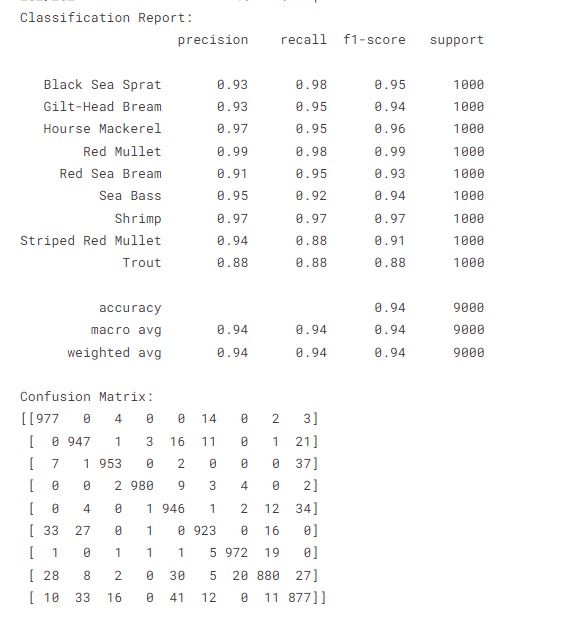 Classification Report:
precision recall f1-score support
Black Sea Sprat 0.93 0.98 0.95 1000
Gilt-Head Bream 0.93 0.95 0.94 1000
Hourse Mackerel 0.97 0.95 0.96 1000
Red Mullet 0.99 0.98 0.99 1000
Red Sea Bream 0.91 0.95 0.93 1000
Sea Bass 0.95 0.92 0.94 1000
Shrimp 0.97 0.97 0.97 1000
Striped Red Mullet 0.94 0.88 0.91 1000
Trout 0.88 0.88 0.88 1000
accuracy 0.94 9000
macro avg 0.94 0.94 0.94 9000
weighted avg 0.94 0.94 0.94 9000
Confusion Matrix:
[[977 0 4 0 0 14 0 2 3]
[ 0 947 1 3 16 11 0 1 21]
[ 7 1 953 0 2 0 0 0 37]
[ 0 0 2 980 9 3 4 0 2]
[ 0 4 0 1 946 1 2 12 34]
[ 33 27 0 1 0 923 0 16 0]
[ 1 0 1 1 1 5 972 19 0]
[ 28 8 2 0 30 5 20 880 27]
[ 10 33 16 0 41 12 0 11 877]]